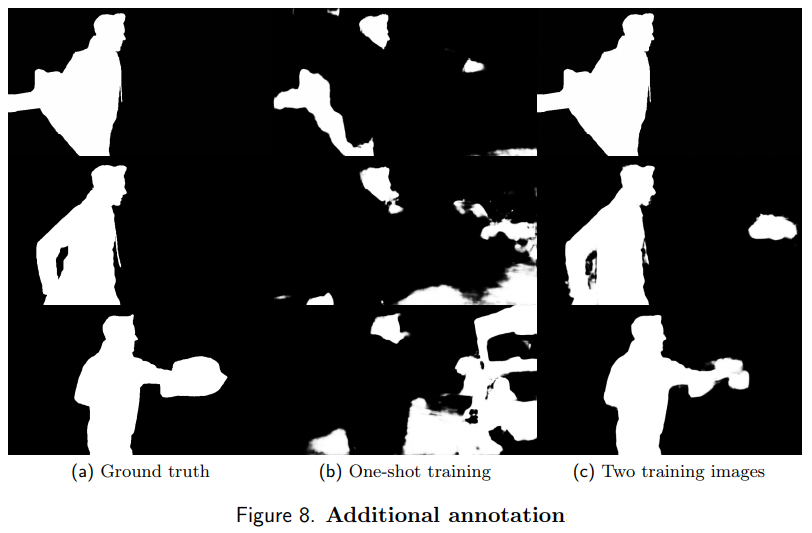 (a) Ground truth
(b) One-shot training
(c) Two training images
Figure 8. Additional annotation